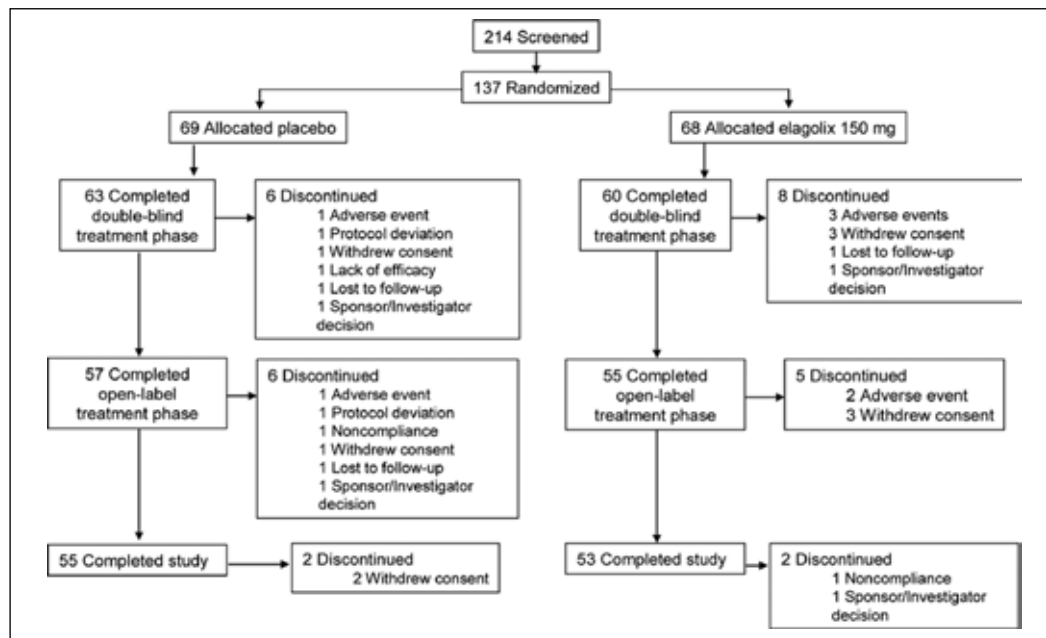 214 Screened
137 Randomized
69 Allocated placebo
68 Allocated elagolix 150 mg
63 Completed
double-blind
treatment phase
6 Discontinued
1 Adverse event
1 Protocol deviation
1 Withdrew consent
1 Lack of efficacy
1 Lost to follow-up
1 Sponsor/Investigator
decision
60 Completed
double-blind
treatment phase
8 Discontinued
3 Adverse events
3 Withdrew consent
1 Lost to follow-up
1 Sponsor/Investigator
decision
57 Completed
open-label
treatment phase
6 Discontinued
1 Adverse event
1 Protocol deviation
1 Noncompliance
1 Withdrew consent
1 Lost to follow-up
1 Sponsor/Investigator
decision
55 Completed
open-label
treatment phase
5 Discontinued
2 Adverse event
3 Withdrew consent
55 Completed study
2 Discontinued
2 Withdrew consent
53 Completed study
2 Discontinued
1 Noncompliance
1 Sponsor/Investigator
decision